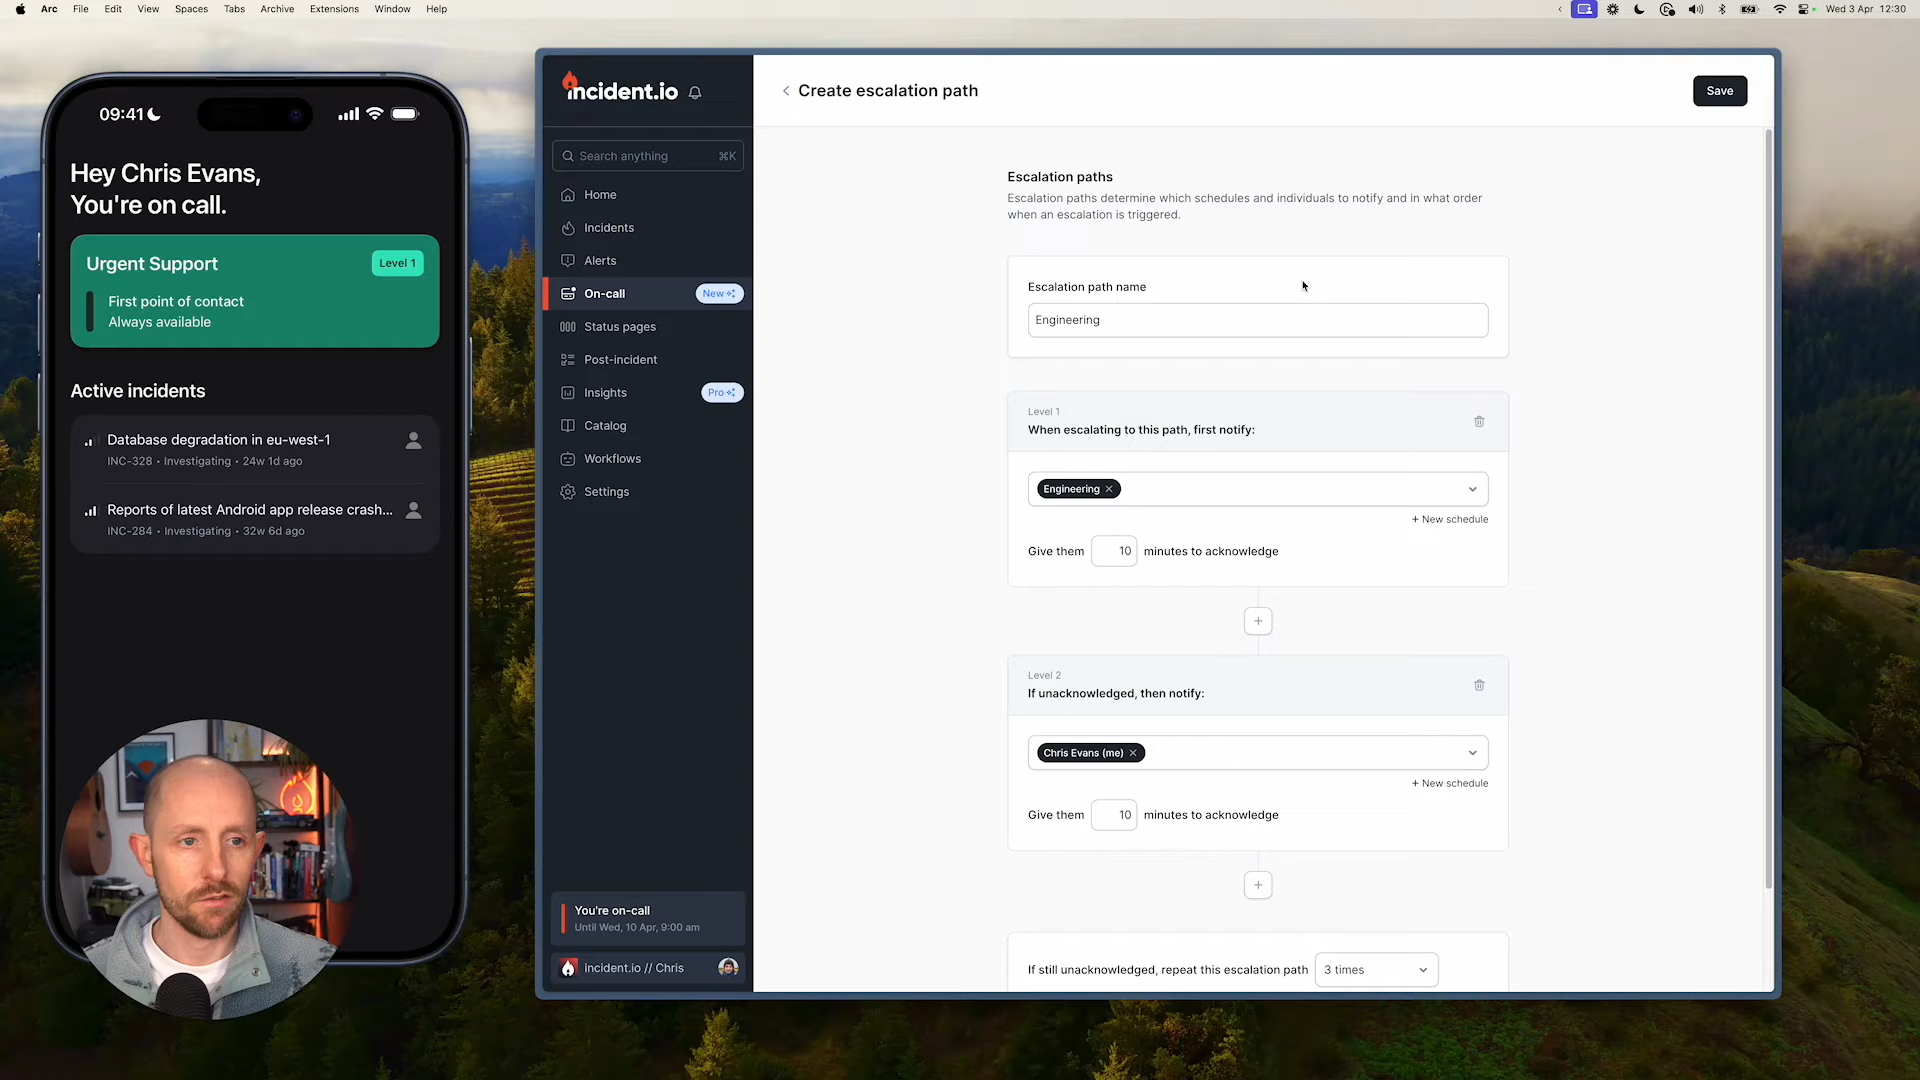 Arc File Edit View Spaces Tabs Archive Extensions Window Help
Wed 3 Apr 12:30
09:41
Hey Chris Evans,
You're on call.
Urgent Support
Level 1
First point of contact
Always available
Active incidents
Database degradation in eu-west-1
INC-328 • Investigating • 24w 1d ago
Reports of latest Android app release crash...
INC-284 • Investigating • 32w 6d ago
incident.io
Search anything ⌘K
Home
Incidents
Alerts
On-call New
Status pages
Post-incident
Insights Pro
Catalog
Workflows
Settings
You're on-call
Until Wed, 10 Apr, 9:00 am
incident.io // Chris
Create escalation path
Save
Escalation paths
Escalation paths determine which schedules and individuals to notify and in what order
when an escalation is triggered.
Escalation path name
Engineering
Level 1
When escalating to this path, first notify:
Engineering
+ New schedule
Give them 10 minutes to acknowledge
Level 2
If unacknowledged, then notify:
Chris Evans (me)
+ New schedule
Give them 10 minutes to acknowledge
If still unacknowledged, repeat this escalation path 3 times